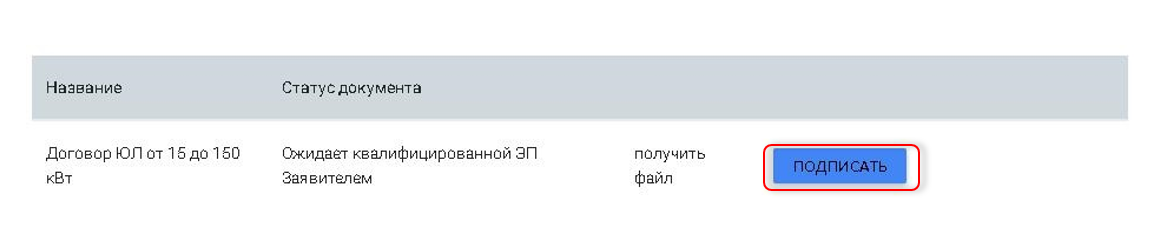 Название Статус документа
Договор ЮЛ от 15 до 150 Ожидает квалифицированной ЭП получить ПОДПИСАТЬ
кВт Заявителем файл